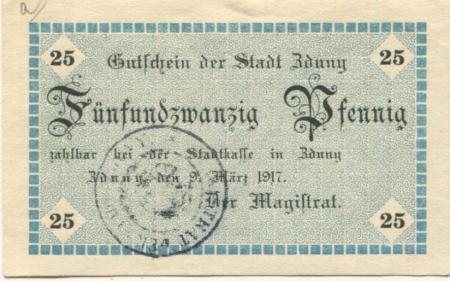 a
25 25
Gutschein der Stadt Zduny
Fünfundzwanzig Pfennig
zahlbar bei der Stadtkasse in Zduny
Zduny, den 9. März 1917.
Der Magistrat.
25 25